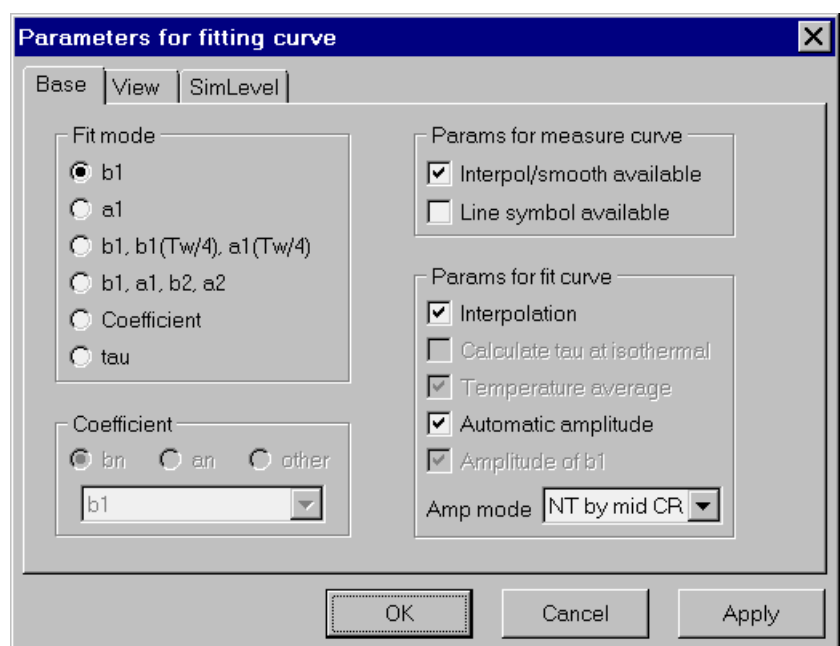 Parameters for fitting curve
Base View SimLevel
Fit mode
b1
a1
b1, b1(Tw/4), a1(Tw/4)
b1, a1, b2, a2
Coefficient
tau
Coefficient
bn an other
b1
Params for measure curve
Interpol/smooth available
Line symbol available
Params for fit curve
Interpolation
Calculate tau at isothermal
Temperature average
Automatic amplitude
Amplitude of b1
Amp mode NT by mid CR
OK Cancel Apply